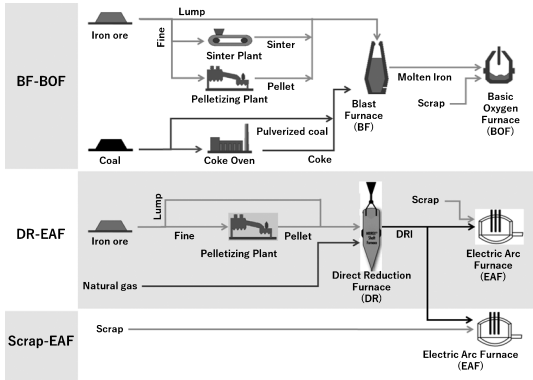 Lump
Iron ore
Fine
Sinter
Sinter Plant
Pellet
Pelletizing Plant
BF-BOF
Molten Iron
Scrap
Blast
Furnace
(BF)
Basic
Oxygen
Furnace
(BOF)
Pulverized coal
Coal
Coke Oven
Coke
Lump
Scrap
DR-EAF
Iron ore
Fine
Pellet
DRI
Pelletizing Plant
Electric Arc
Furnace
(EAF)
Natural gas
Direct Reduction
Furnace
(DR)
Scrap
Scrap-EAF
Electric Arc Furnace
(EAF)